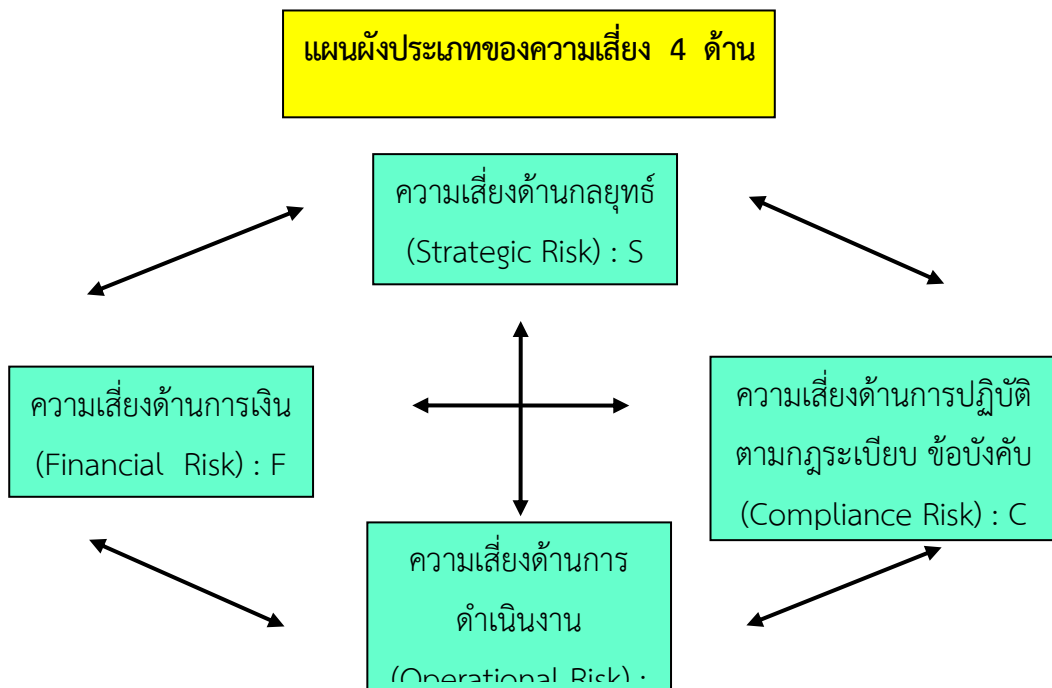 แผนผังประเภทของความเสี่ยง 4 ด้าน
ความเสี่ยงด้านกลยุทธ์
(Strategic Risk) : S
ความเสี่ยงด้านการเงิน
(Financial Risk) : F
ความเสี่ยงด้านการปฏิบัติ
ตามกฎระเบียบ ข้อบังคับ
(Compliance Risk) : C
ความเสี่ยงด้านการ
ดำเนินงาน
(Operational Risk) :